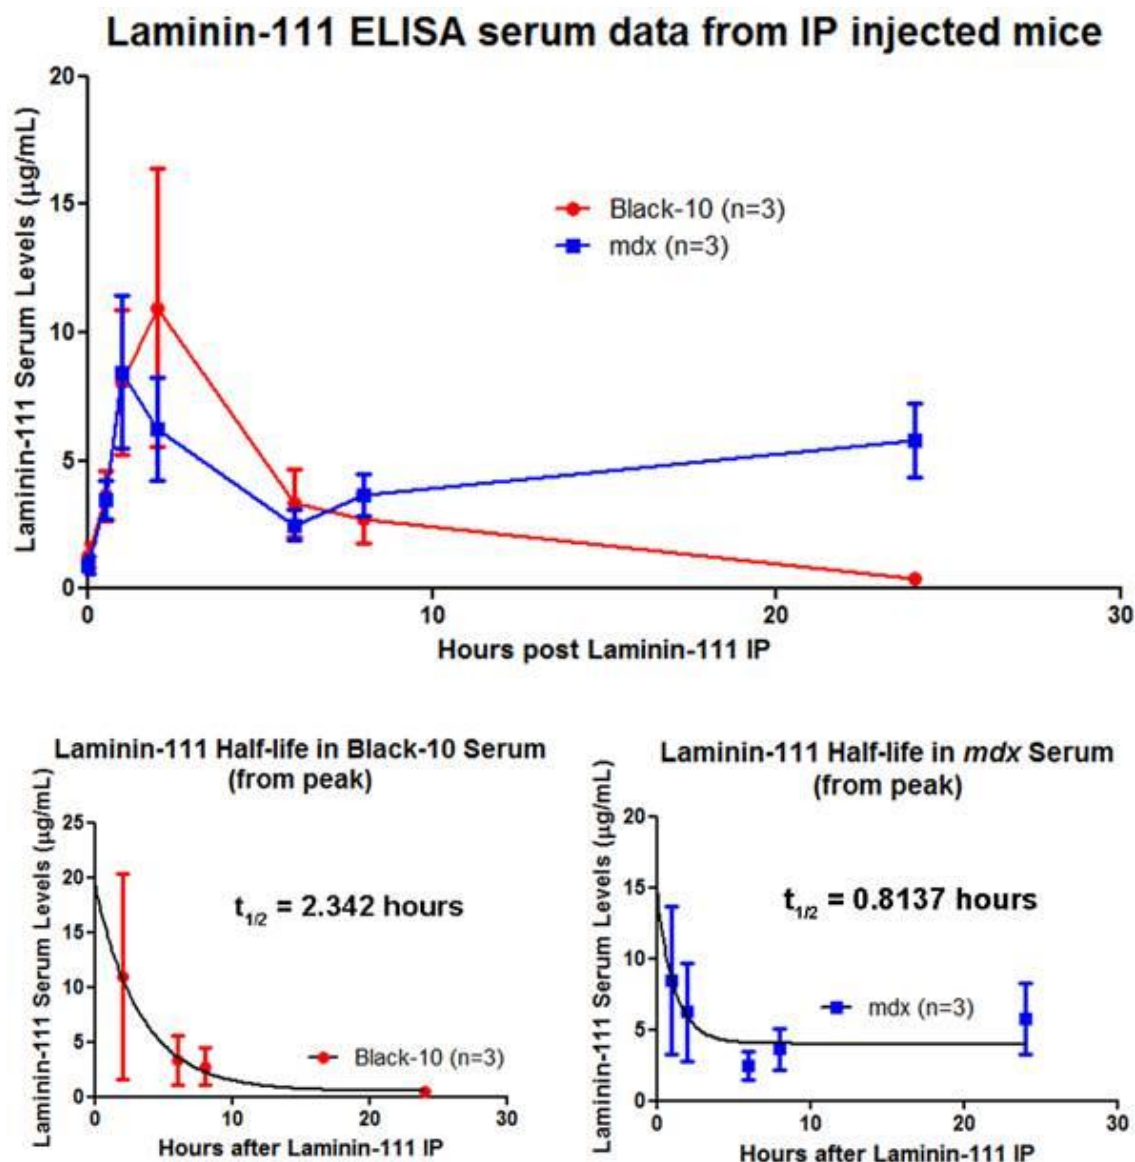 Laminin-111 ELISA serum data from IP injected mice
Laminin-111 Serum Levels (μg/mL)
20
15
10
5
0
Black-10 (n=3)
mdx (n=3)
0
10
20
30
Hours post Laminin-111 IP
Laminin-111 Half-life in Black-10 Serum
(from peak)
Laminin-111 Serum Levels (μg/mL)
25
20
15
10
5
0
t1/2 = 2.342 hours
Black-10 (n=3)
0
10
20
30
Hours after Laminin-111 IP
Laminin-111 Half-life in mdx Serum
(from peak)
Laminin-111 Serum Levels (μg/mL)
20
15
10
5
0
t1/2 = 0.8137 hours
mdx (n=3)
0
10
20
30
Hours after Laminin-111 IP